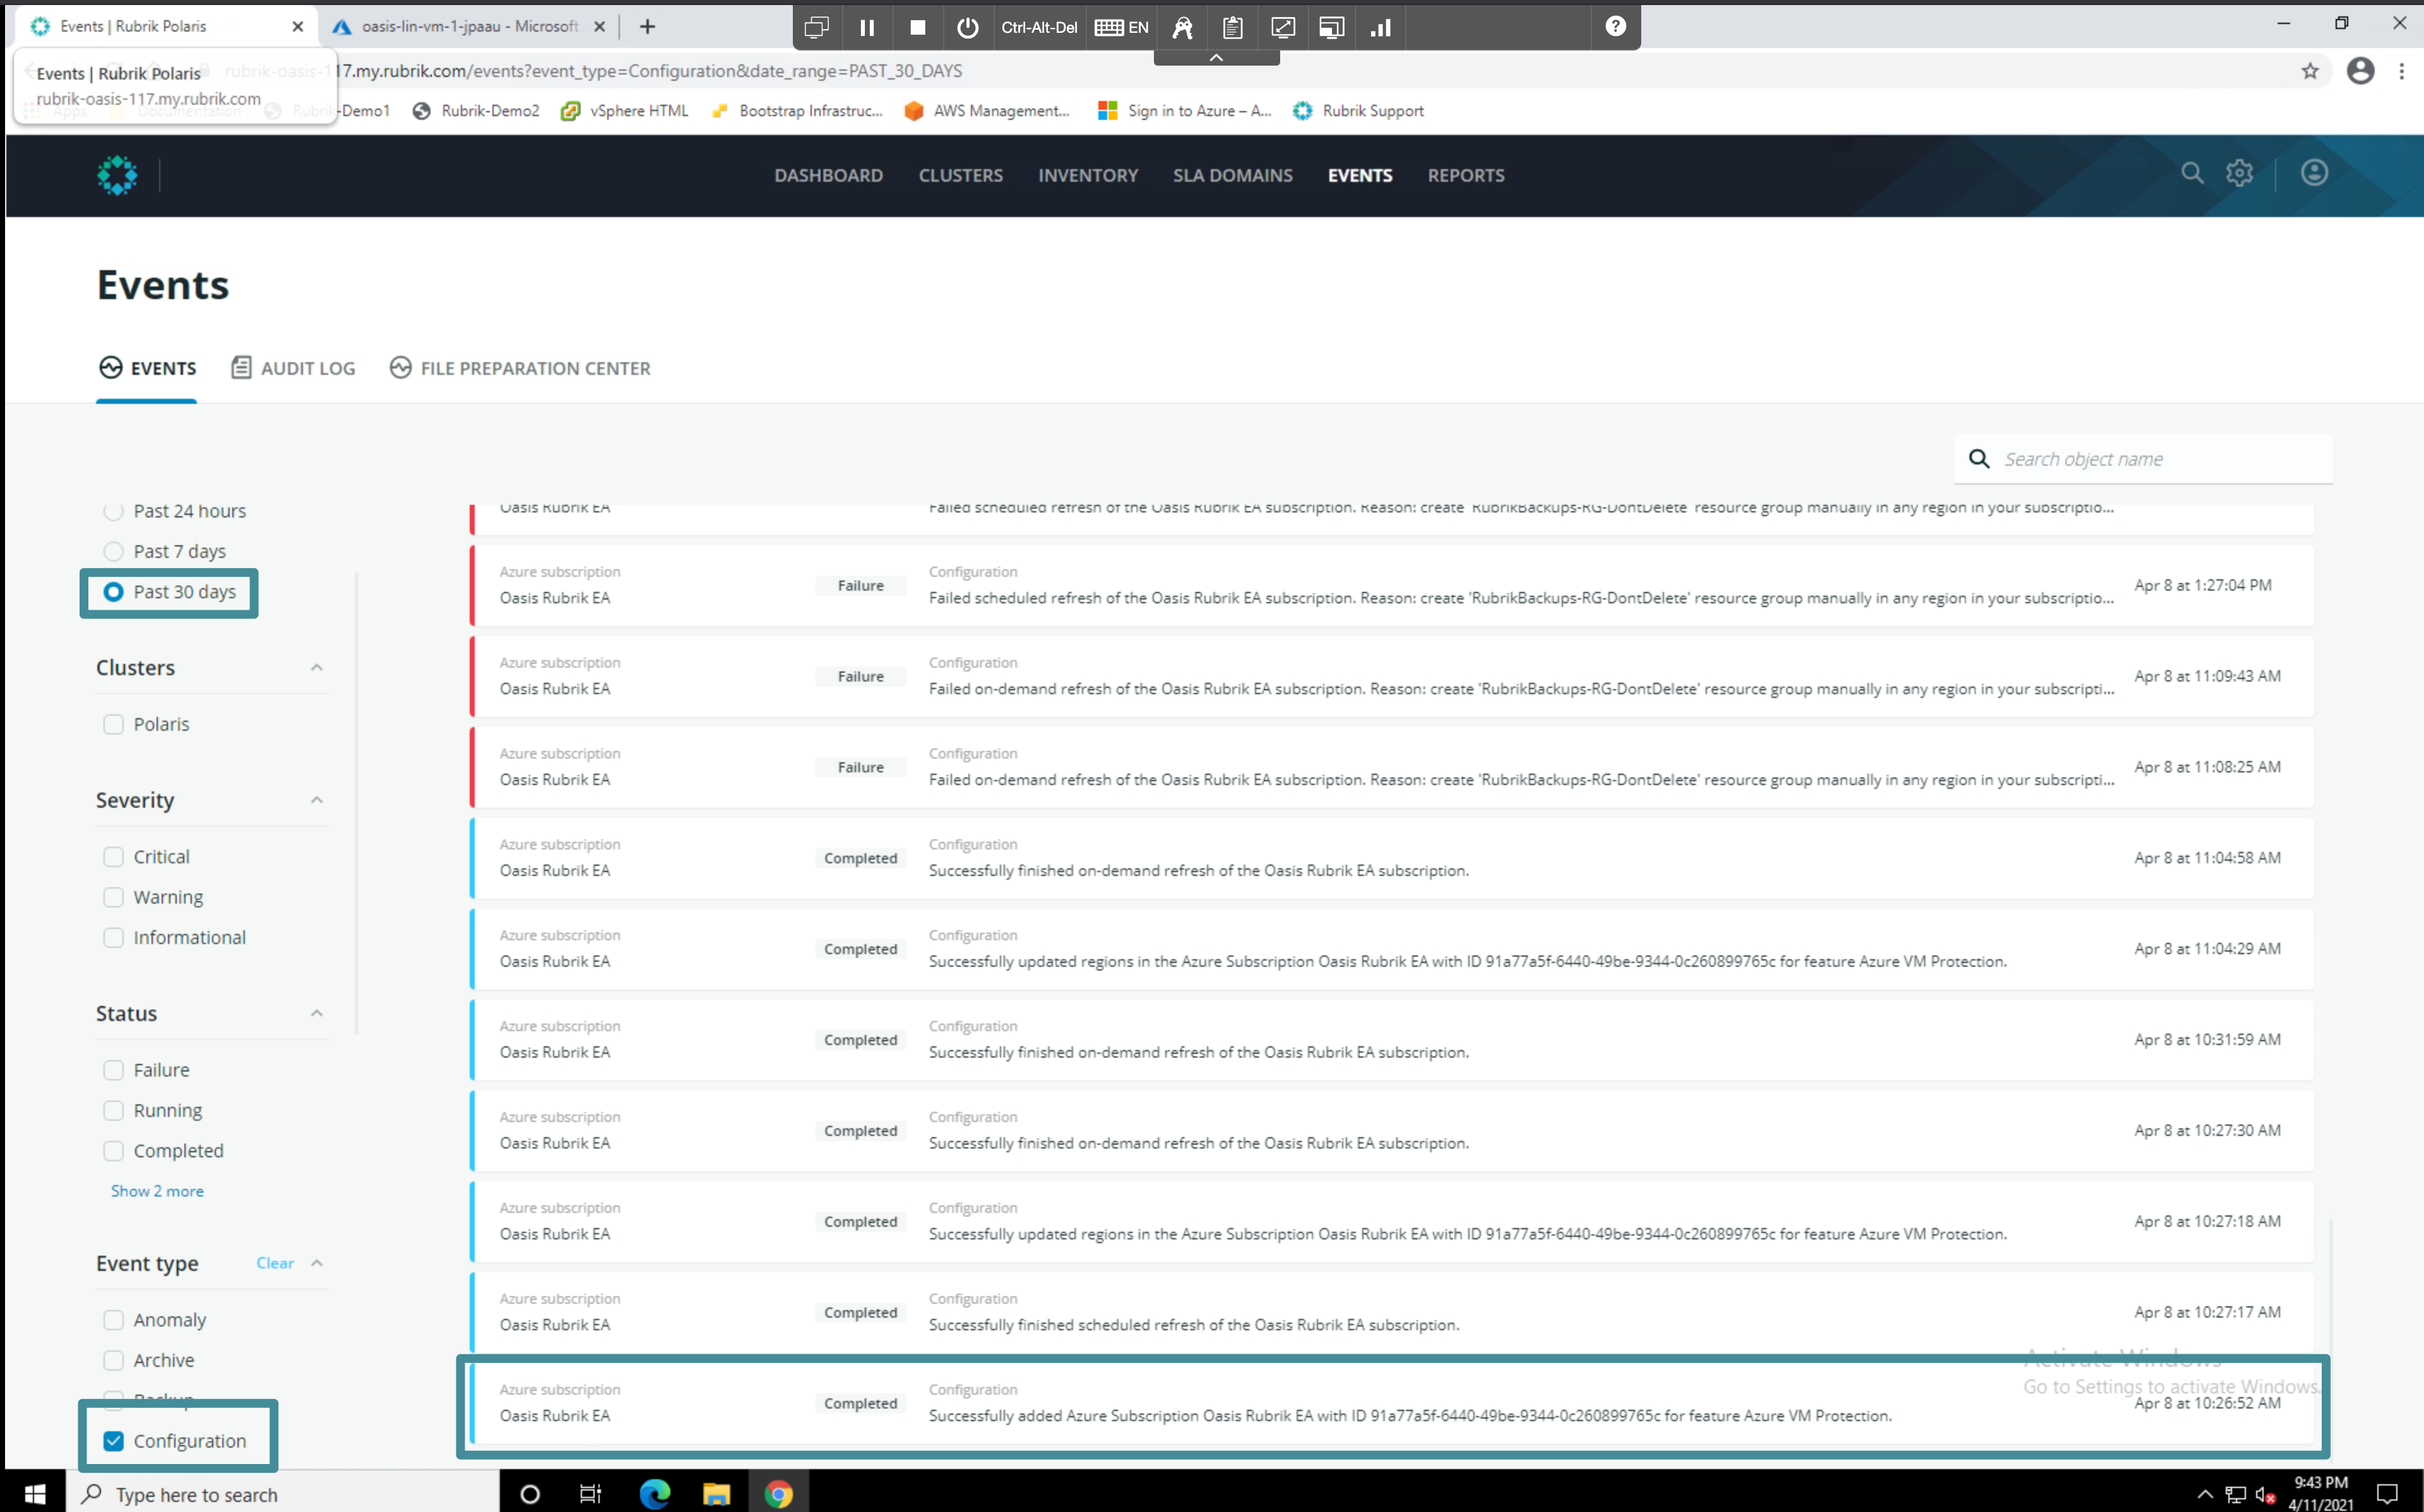 Events | Rubrik Polaris
oasis-lin-vm-1-jpaau - Microsoft
Ctrl-Alt-Del
EN
Events | Rubrik Polaris
rubrik-oasis-117.my.rubrik.com
rubrik-oasis-117.my.rubrik.com/events?event_type=Configuration&date_range=PAST_30_DAYS
Apps
Documentation
Rubrik-Demo1
Rubrik-Demo2
vSphere HTML
Bootstrap Infrastruc...
AWS Management...
Sign in to Azure – A...
Rubrik Support
DASHBOARD
CLUSTERS
INVENTORY
SLA DOMAINS
EVENTS
REPORTS
Events
EVENTS
AUDIT LOG
FILE PREPARATION CENTER
Search object name
Past 24 hours
Past 7 days
Past 30 days
Clusters
Polaris
Severity
Critical
Warning
Informational
Status
Failure
Running
Completed
Show 2 more
Event type
Clear
Anomaly
Archive
Backup
Configuration
Oasis Rubrik EA
Failed scheduled refresh of the Oasis Rubrik EA subscription. Reason: create 'RubrikBackups-RG-DontDelete' resource group manually in any region in your subscriptio...
Azure subscription
Oasis Rubrik EA
Failure
Configuration
Failed scheduled refresh of the Oasis Rubrik EA subscription. Reason: create 'RubrikBackups-RG-DontDelete' resource group manually in any region in your subscriptio...
Apr 8 at 1:27:04 PM
Azure subscription
Oasis Rubrik EA
Failure
Configuration
Failed on-demand refresh of the Oasis Rubrik EA subscription. Reason: create 'RubrikBackups-RG-DontDelete' resource group manually in any region in your subscripti...
Apr 8 at 11:09:43 AM
Azure subscription
Oasis Rubrik EA
Failure
Configuration
Failed on-demand refresh of the Oasis Rubrik EA subscription. Reason: create 'RubrikBackups-RG-DontDelete' resource group manually in any region in your subscripti...
Apr 8 at 11:08:25 AM
Azure subscription
Oasis Rubrik EA
Completed
Configuration
Successfully finished on-demand refresh of the Oasis Rubrik EA subscription.
Apr 8 at 11:04:58 AM
Azure subscription
Oasis Rubrik EA
Completed
Configuration
Successfully updated regions in the Azure Subscription Oasis Rubrik EA with ID 91a77a5f-6440-49be-9344-0c260899765c for feature Azure VM Protection.
Apr 8 at 11:04:29 AM
Azure subscription
Oasis Rubrik EA
Completed
Configuration
Successfully finished on-demand refresh of the Oasis Rubrik EA subscription.
Apr 8 at 10:31:59 AM
Azure subscription
Oasis Rubrik EA
Completed
Configuration
Successfully finished on-demand refresh of the Oasis Rubrik EA subscription.
Apr 8 at 10:27:30 AM
Azure subscription
Oasis Rubrik EA
Completed
Configuration
Successfully updated regions in the Azure Subscription Oasis Rubrik EA with ID 91a77a5f-6440-49be-9344-0c260899765c for feature Azure VM Protection.
Apr 8 at 10:27:18 AM
Azure subscription
Oasis Rubrik EA
Completed
Configuration
Successfully finished scheduled refresh of the Oasis Rubrik EA subscription.
Apr 8 at 10:27:17 AM
Azure subscription
Oasis Rubrik EA
Completed
Configuration
Successfully added Azure Subscription Oasis Rubrik EA with ID 91a77a5f-6440-49be-9344-0c260899765c for feature Azure VM Protection.
Apr 8 at 10:26:52 AM
Activate Windows
Go to Settings to activate Windows.
Type here to search
9:43 PM
4/11/2021